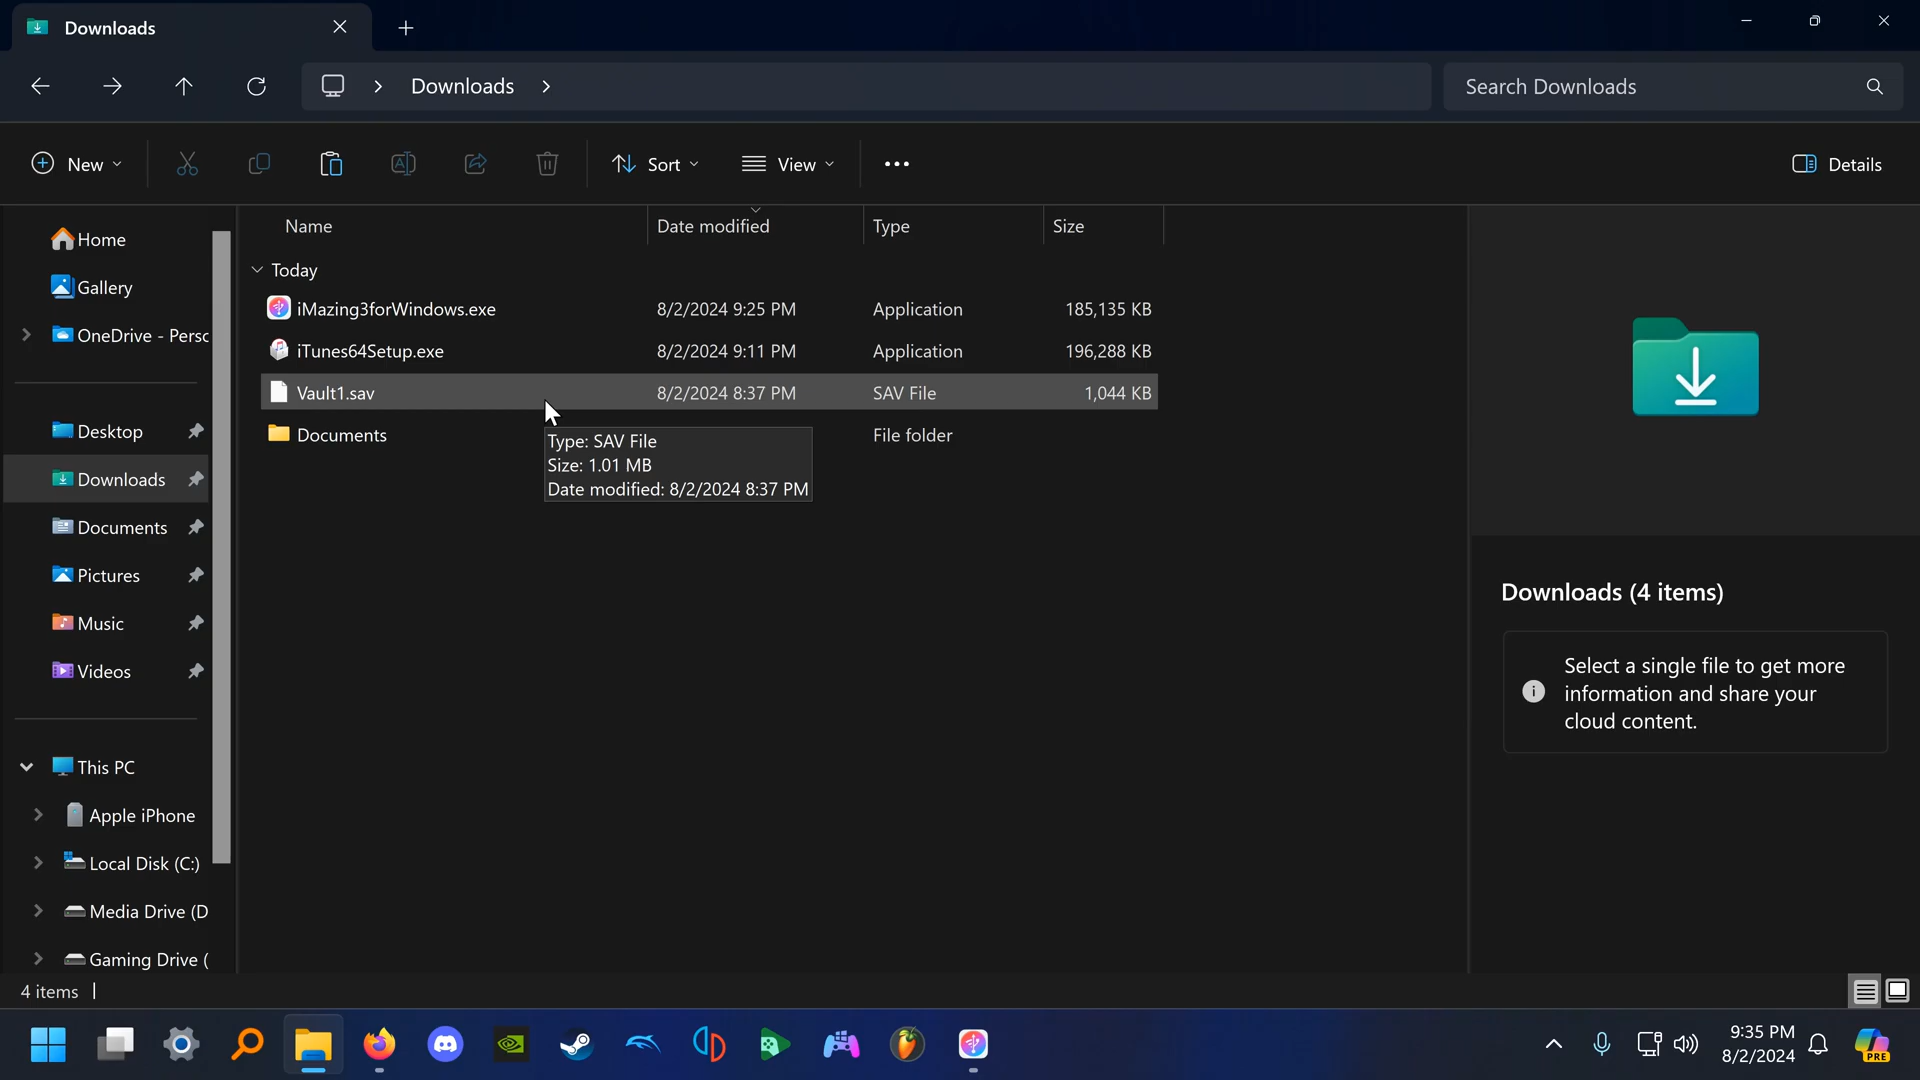 Downloads
Downloads
Search Downloads
New
Sort
View
Details
Home
Gallery
OneDrive - Perso
Desktop
Downloads
Documents
Pictures
Music
Videos
This PC
Apple iPhone
Local Disk (C:)
Media Drive (D
Gaming Drive (
Name Date modified Type Size
Today
iMazing3forWindows.exe 8/2/2024 9:25 PM Application 185,135 KB
iTunes64Setup.exe 8/2/2024 9:11 PM Application 196,288 KB
Vault1.sav 8/2/2024 8:37 PM SAV File 1,044 KB
Documents File folder
Type: SAV File
Size: 1.01 MB
Date modified: 8/2/2024 8:37 PM
Downloads (4 items)
Select a single file to get more
information and share your
cloud content.
4 items
9:35 PM
8/2/2024
PRE